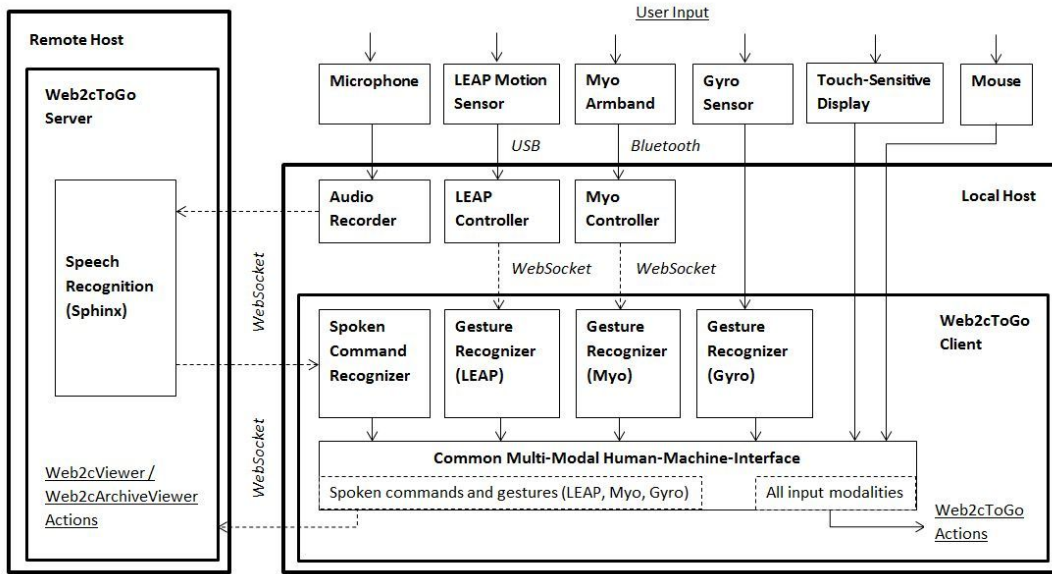 User Input
Remote Host
Web2cToGo
Server
Speech
Recognition
(Sphinx)
Web2cViewer /
Web2cArchiveViewer
Actions
WebSocket
WebSocket
Microphone
LEAP Motion
Sensor
Myo
Armband
Gyro
Sensor
Touch-Sensitive
Display
Mouse
USB
Bluetooth
Local Host
Audio
Recorder
LEAP
Controller
Myo
Controller
WebSocket
WebSocket
Web2cToGo
Client
Spoken
Command
Recognizer
Gesture
Recognizer
(LEAP)
Gesture
Recognizer
(Myo)
Gesture
Recognizer
(Gyro)
Common Multi-Modal Human-Machine-Interface
Spoken commands and gestures (LEAP, Myo, Gyro)
All input modalities
Web2cToGo
Actions